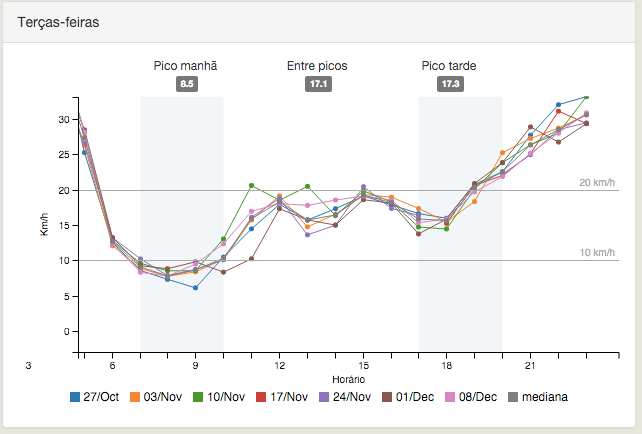 Terças-feiras
Pico manhã
Entre picos
Pico tarde
8.5
17.1
17.3
30
25
20
15
10
5
0
Km/h
20 km/h
10 km/h
3
6
9
12
15
18
21
Horário
27/Oct
03/Nov
10/Nov
17/Nov
24/Nov
01/Dec
08/Dec
mediana